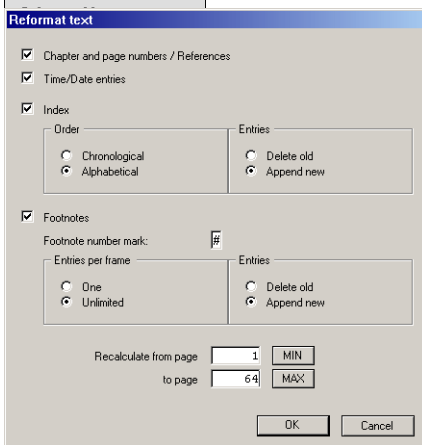 Reformat text
Chapter and page numbers / References
Time/Date entries
Index
Order
Entries
Chronological
Delete old
Alphabetical
Append new
Footnotes
Footnote number mark: #
Entries per frame
Entries
One
Delete old
Unlimited
Append new
Recalculate from page 1 MIN
to page 64 MAX
OK Cancel